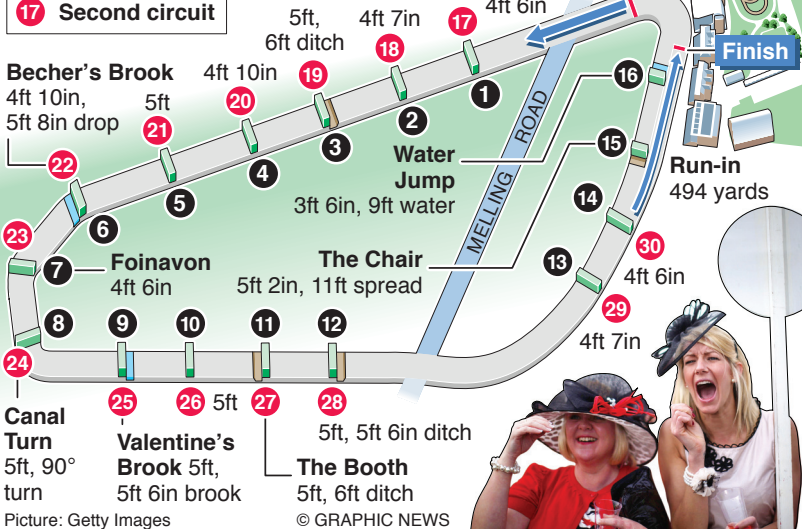 17 Second circuit
5ft,
6ft ditch
4ft 7in
17
4ft 6in
18
19
4ft 10in
20
5ft
21
Becher's Brook
4ft 10in,
5ft 8in drop
22
1
2
3
4
5
6
23
7
Foinavon
4ft 6in
8
24
Canal
Turn
5ft, 90°
turn
9
10
11
12
25
26 5ft
27
28
Valentine's
Brook 5ft,
5ft 6in brook
The Booth
5ft, 6ft ditch
5ft, 5ft 6in ditch
MELLING ROAD
Water
Jump
3ft 6in, 9ft water
The Chair
5ft 2in, 11ft spread
13
14
15
16
29
4ft 7in
30
4ft 6in
Finish
Run-in
494 yards
Picture: Getty Images
© GRAPHIC NEWS